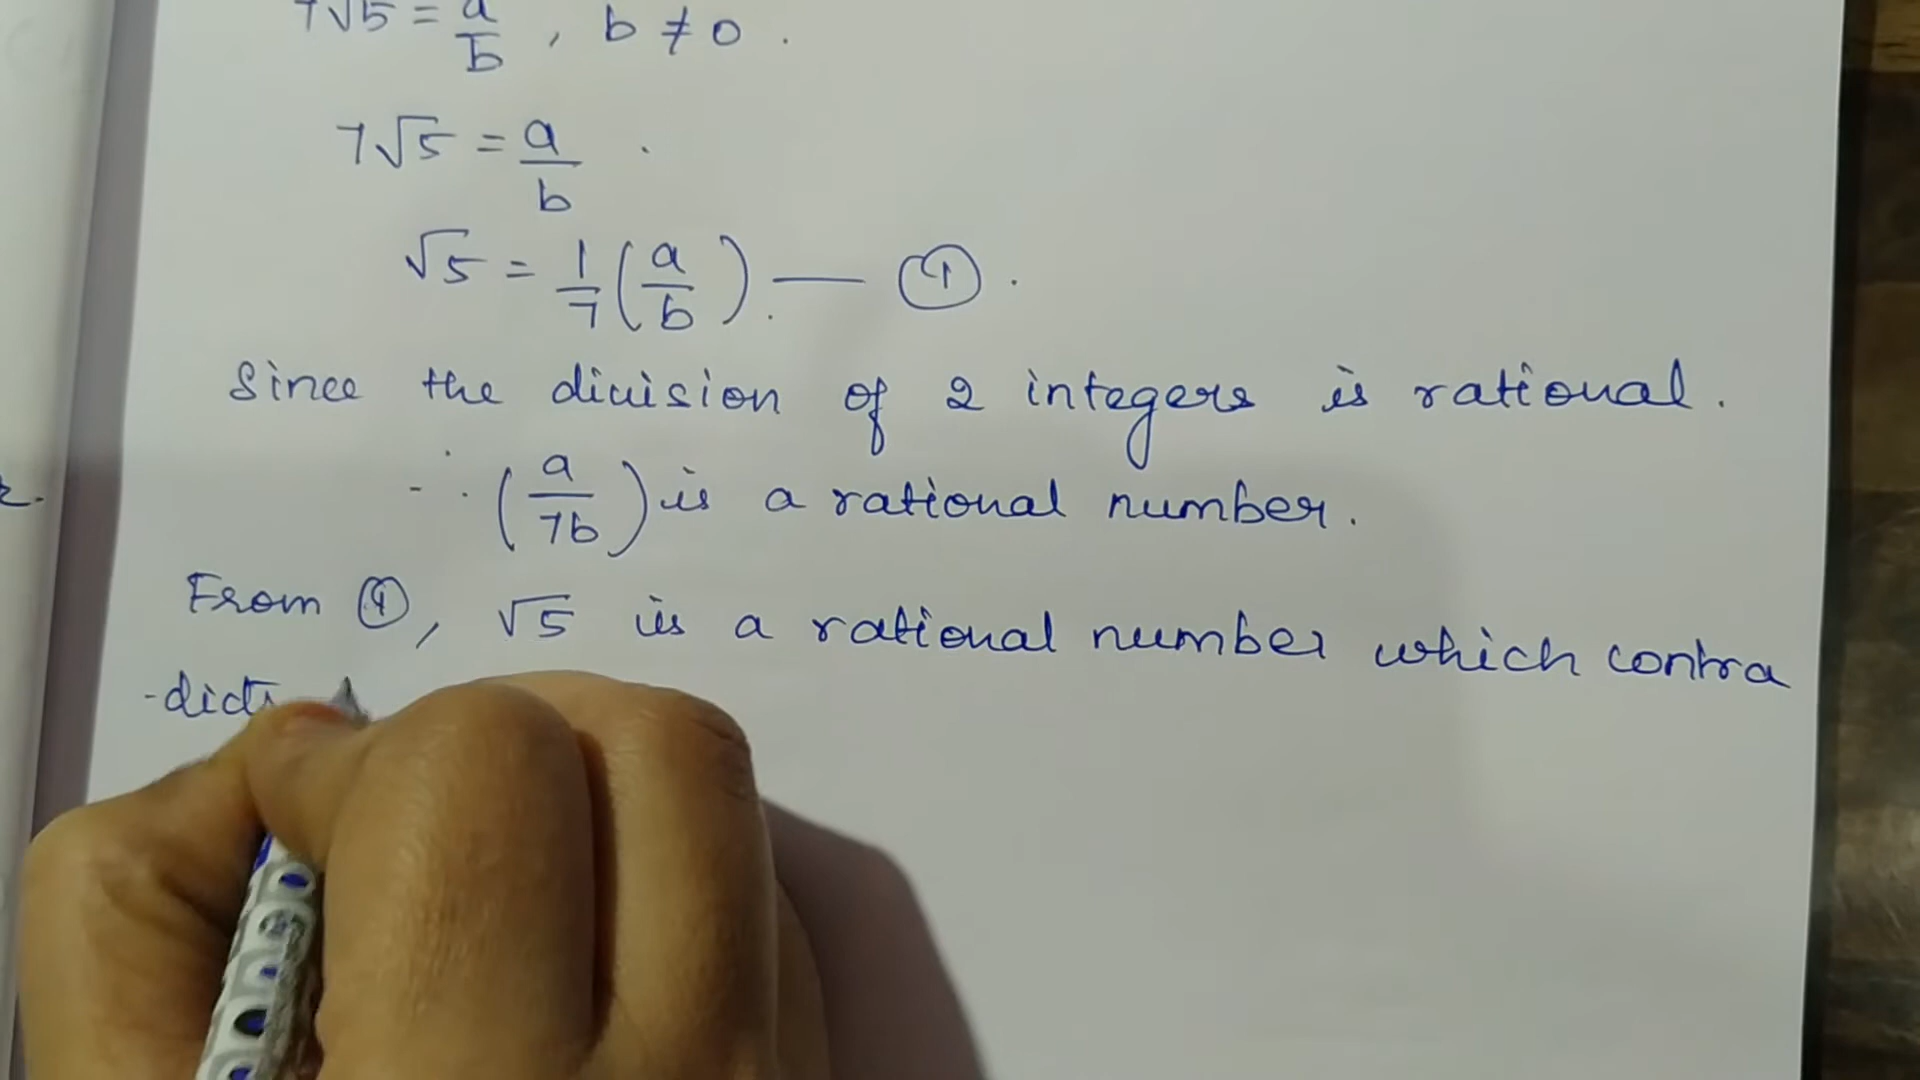 7√5 = a/b , b ≠ 0 .
7√5 = a/b .
√5 = 1/7 (a/b). — ① .
Since the division of 2 integers is rational .
∴ (a/7b) is a rational number .
From ①, √5 is a rational number which contra
-dict